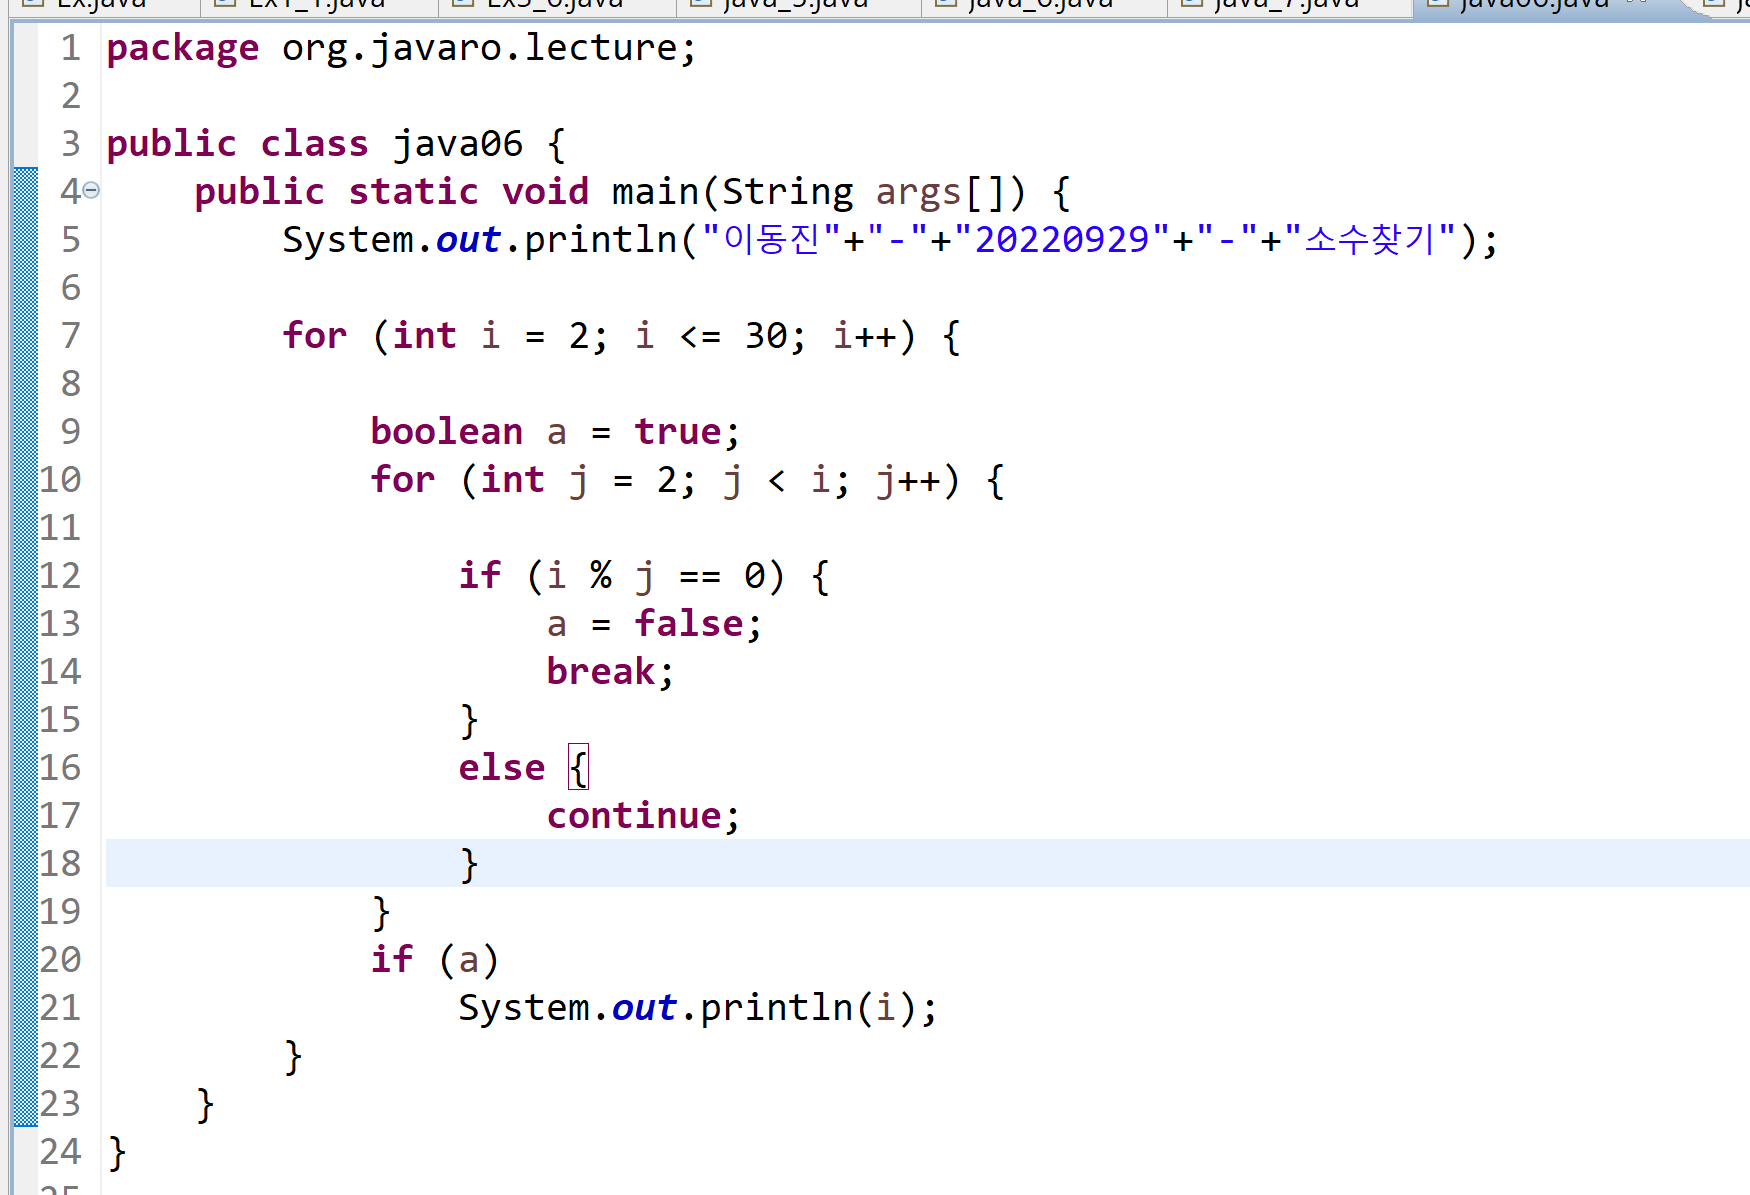 Ex.java Ex1_1.java Ex3_6.java java_5.java java_6.java java_7.java java06.java
1 package org.javaro.lecture;
2
3 public class java06 {
4 public static void main(String args[]) {
5 System.out.println("이동진"+"-"+"20220929"+"-"+"소수찾기");
6
7 for (int i = 2; i <= 30; i++) {
8
9 boolean a = true;
10 for (int j = 2; j < i; j++) {
11
12 if (i % j == 0) {
13 a = false;
14 break;
15 }
16 else {
17 continue;
18 }
19 }
20 if (a)
21 System.out.println(i);
22 }
23 }
24 }
25